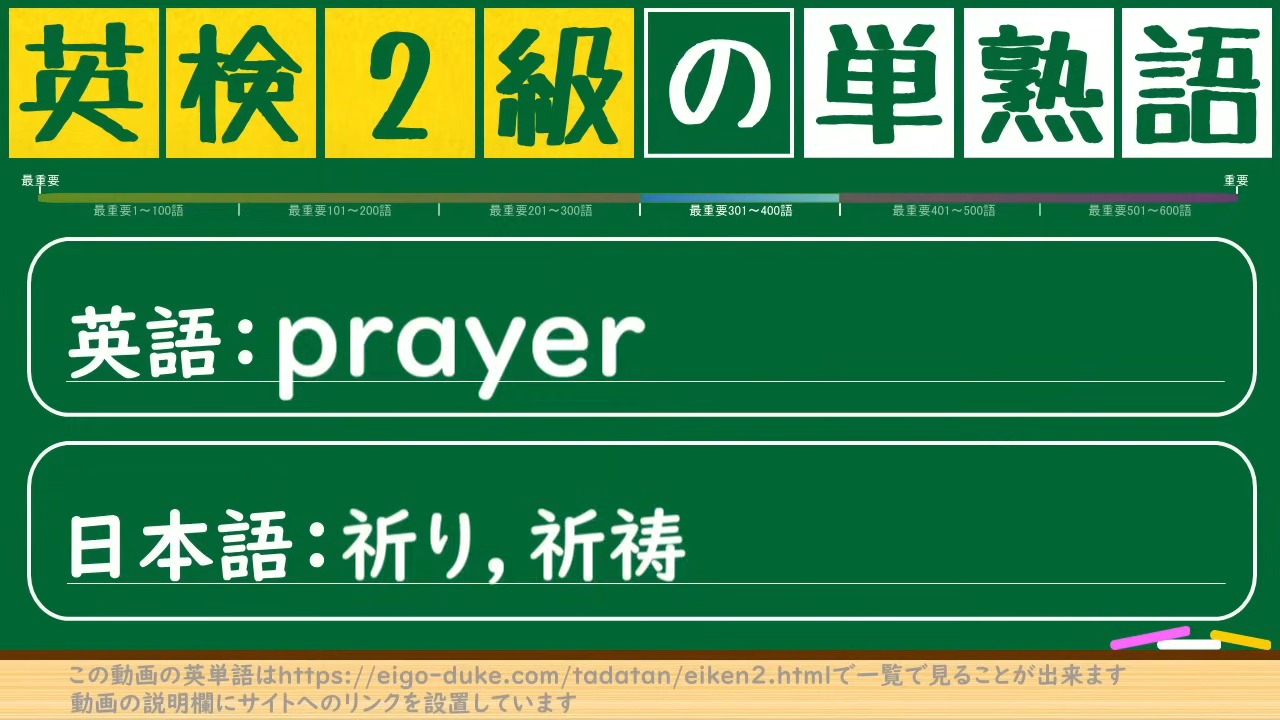 英検2級の単熟語
最重要 重要
最重要1〜100語 最重要101〜200語 最重要201〜300語 最重要301〜400語 最重要401〜500語 最重要501〜600語
英語：prayer
日本語：祈り，祈祷
この動画の英単語はhttps://eigo-duke.com/tadatan/eiken2.htmlで一覧で見ることが出来ます
動画の説明欄にサイトへのリンクを設置しています